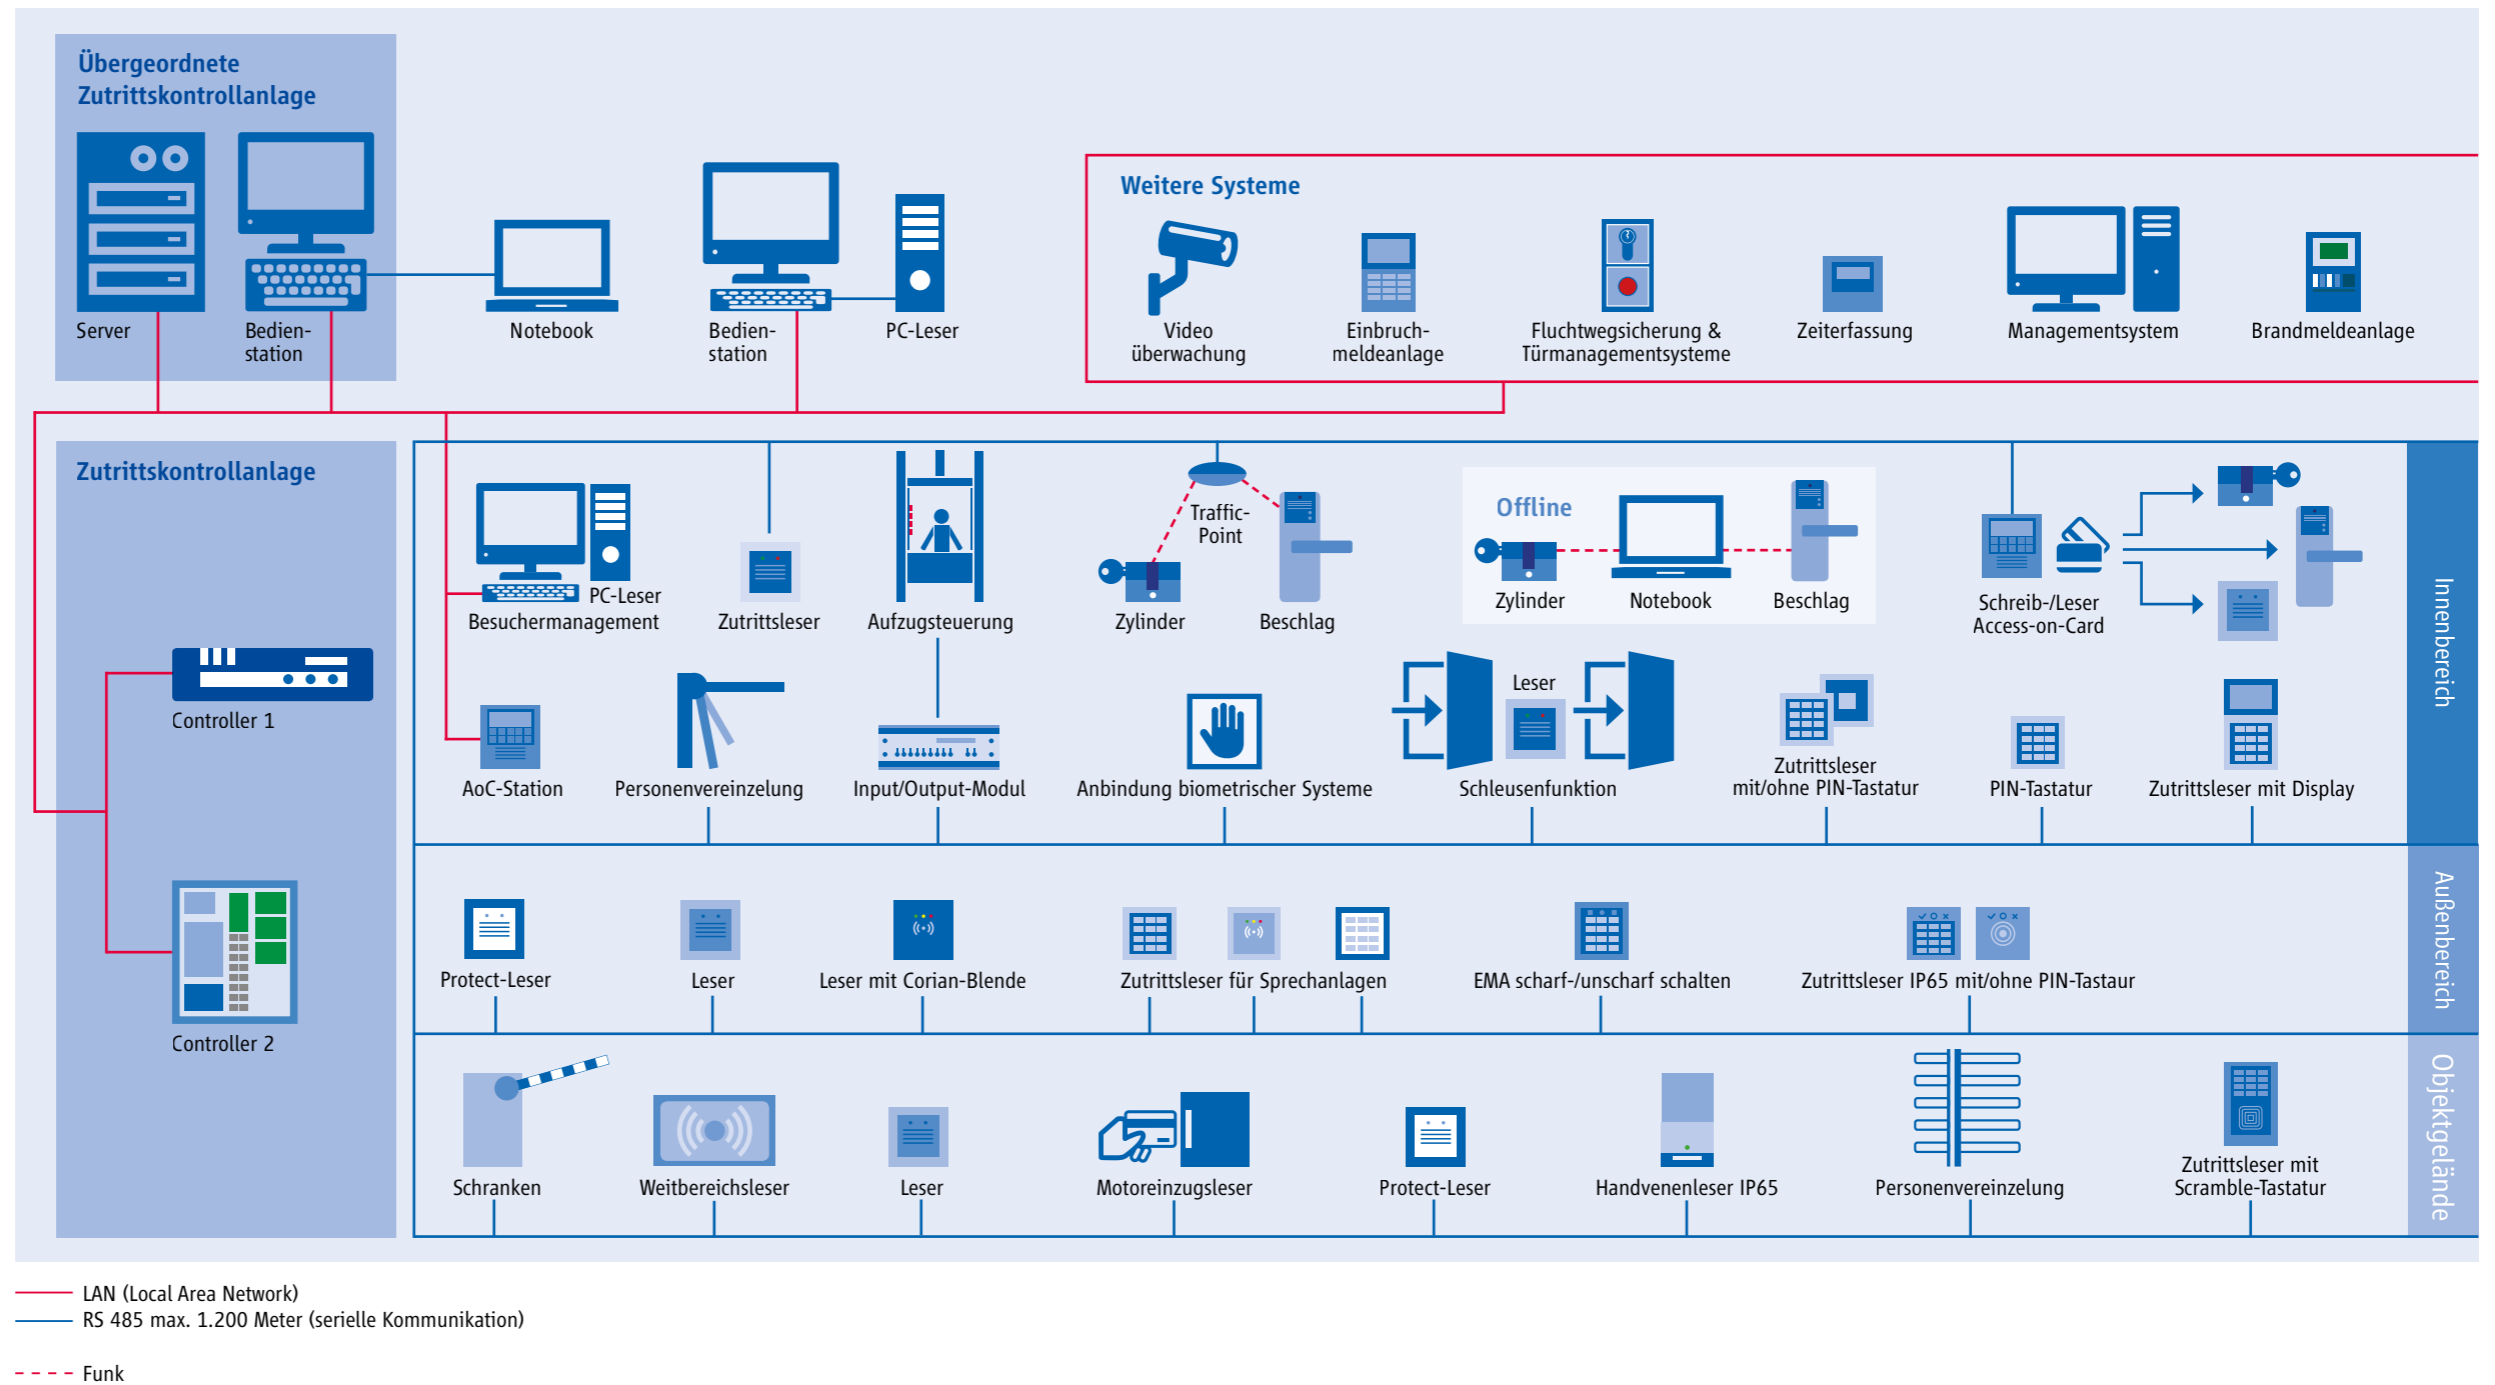 Übergeordnete
Zutrittskontrollanlage
Server
Bedien-
station
Notebook
Bedien-
station
PC-Leser
Weitere Systeme
Video
überwachung
Einbruch-
meldeanlage
Fluchtwegsicherung &
Türmanagementsysteme
Zeiterfassung
Managementsystem
Brandmeldeanlage
Zutrittskontrollanlage
Controller 1
Controller 2
PC-Leser
Besuchermanagement
Zutrittsleser
Aufzugsteuerung
Traffic-
Point
Zylinder
Beschlag
Offline
Zylinder
Notebook
Beschlag
Schreib-/Leser
Access-on-Card
Innenbereich
AoC-Station
Personenvereinzelung
Input/Output-Modul
Anbindung biometrischer Systeme
Leser
Schleusenfunktion
Zutrittsleser
mit/ohne PIN-Tastatur
PIN-Tastatur
Zutrittsleser mit Display
Außenbereich
Protect-Leser
Leser
Leser mit Corian-Blende
Zutrittsleser für Sprechanlagen
EMA scharf-/unscharf schalten
Zutrittsleser IP65 mit/ohne PIN-Tastaur
Objektgelände
Schranken
Weitbereichsleser
Leser
Motoreinzugsleser
Protect-Leser
Handvenenleser IP65
Personenvereinzelung
Zutrittsleser mit
Scramble-Tastatur
LAN (Local Area Network)
RS 485 max. 1.200 Meter (serielle Kommunikation)
Funk